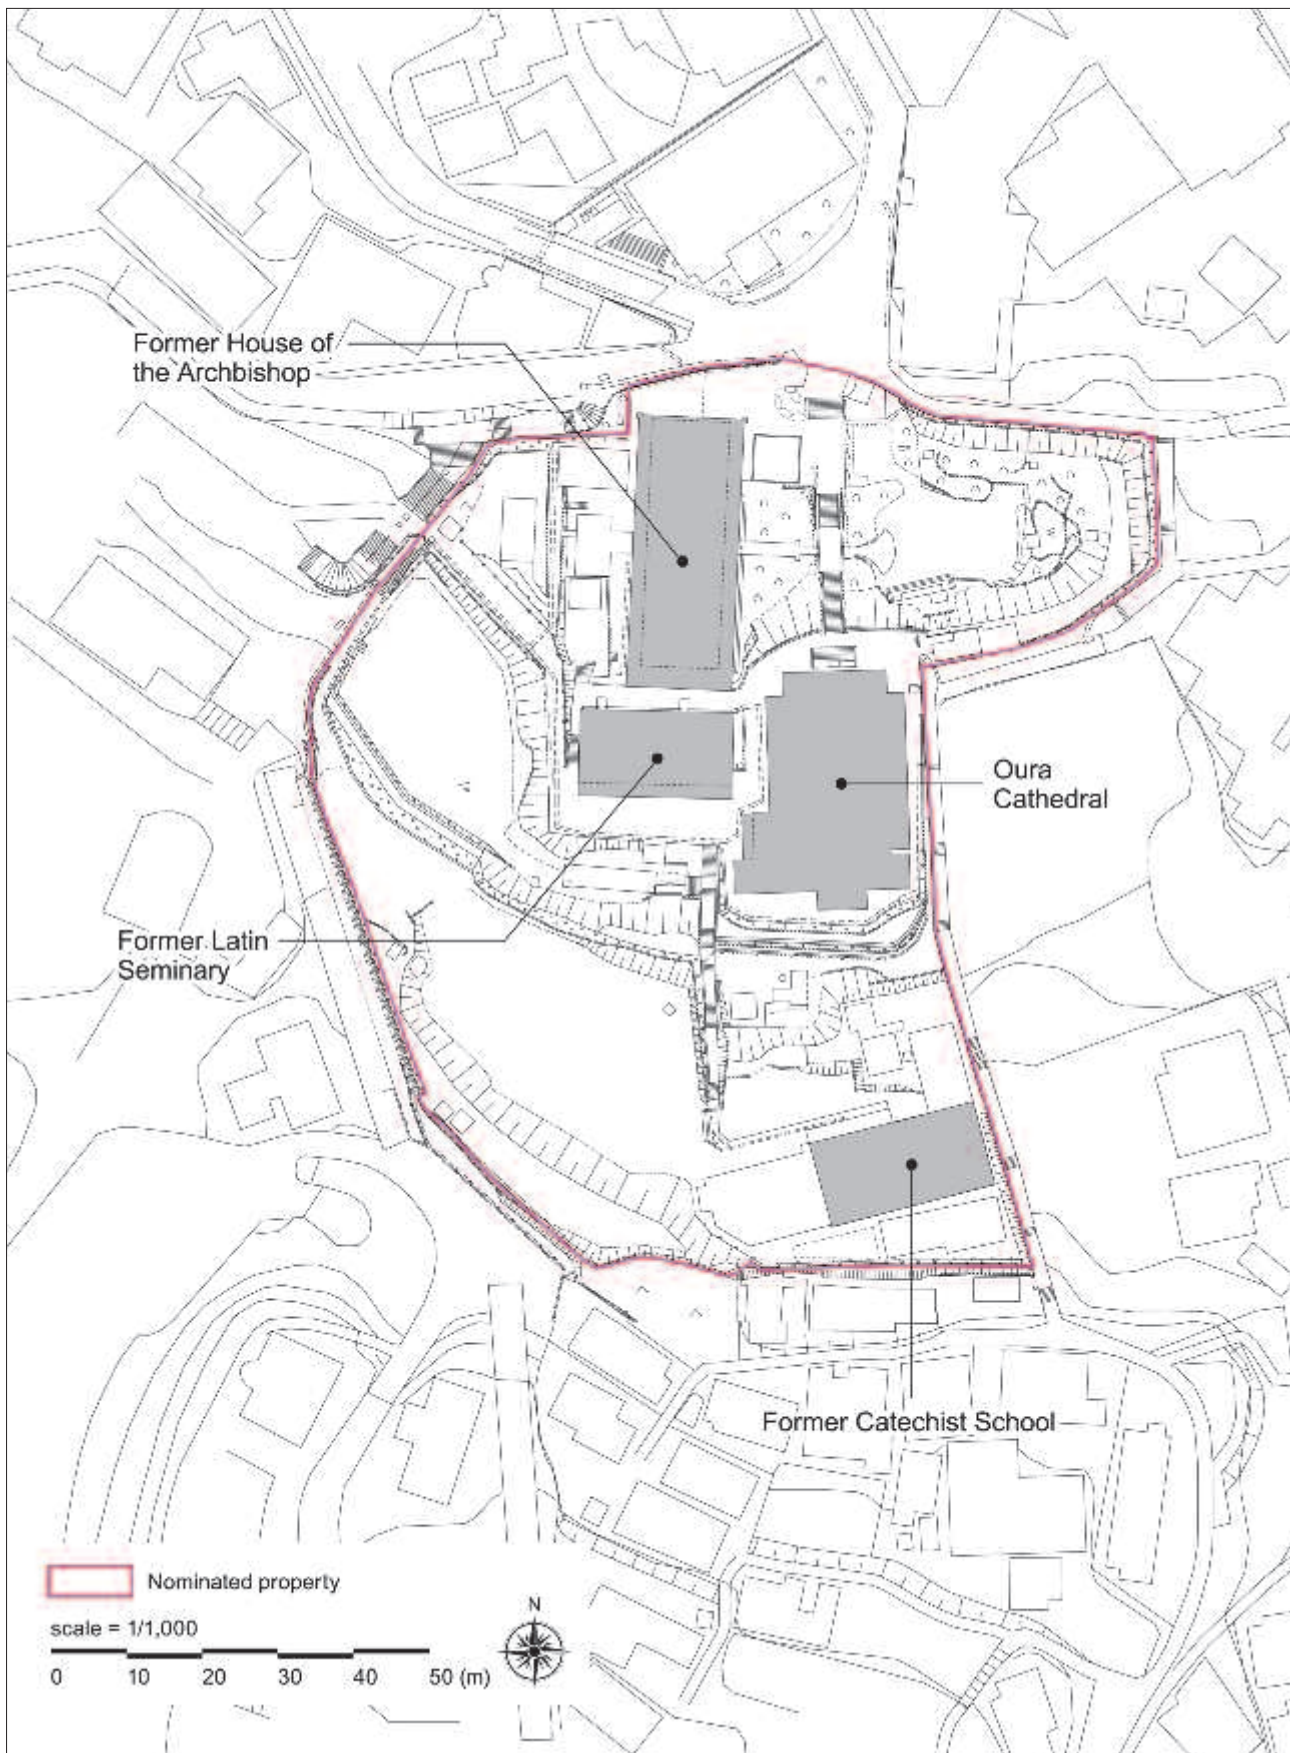 Former House of
the Archbishop
Oura
Cathedral
Former Latin
Seminary
Former Catechist School
Nominated property
scale = 1/1,000
0 10 20 30 40 50 (m)
N